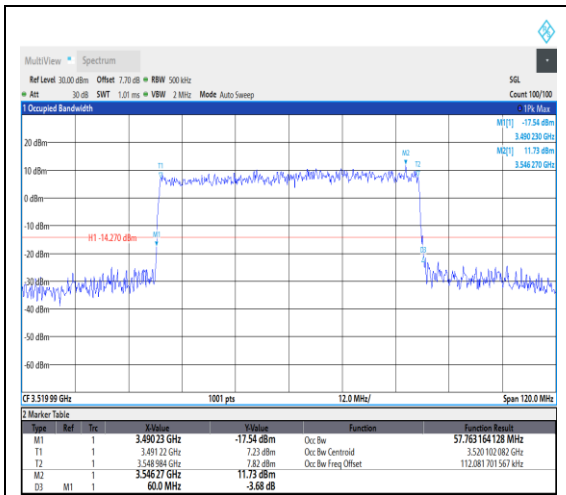 MultiView Spectrum
Ref Level 30.00 dBm Offset 7.70 dB RBW 500 kHz SGL
Att 30 dB SWT 1.01 ms VBW 2 MHz Mode Auto Sweep Count 100/100
1 Occupied Bandwidth 1Pk Max
M1[1] -17.54 dBm
3.490 230 GHz
M2[1] 11.73 dBm
3.546 270 GHz
20 dBm
M2
T1
T2
10 dBm
0 dBm
-10 dBm
M1
H1 -14.270 dBm
-20 dBm
D3
-30 dBm
-40 dBm
-50 dBm
-60 dBm
CF 3.519 99 GHz 1001 pts 12.0 MHz/ Span 120.0 MHz
2 Marker Table
Type Ref Trc X-Value Y-Value Function Function Result
M1 1 3.490 23 GHz -17.54 dBm Occ Bw 57.763 164 128 MHz
T1 1 3.491 22 GHz 7.23 dBm Occ Bw Centroid 3.520 102 082 GHz
T2 1 3.548 984 GHz 7.82 dBm Occ Bw Freq Offset 112.081 701 567 kHz
M2 1 3.546 27 GHz 11.73 dBm
D3 M1 1 60.0 MHz -3.68 dB